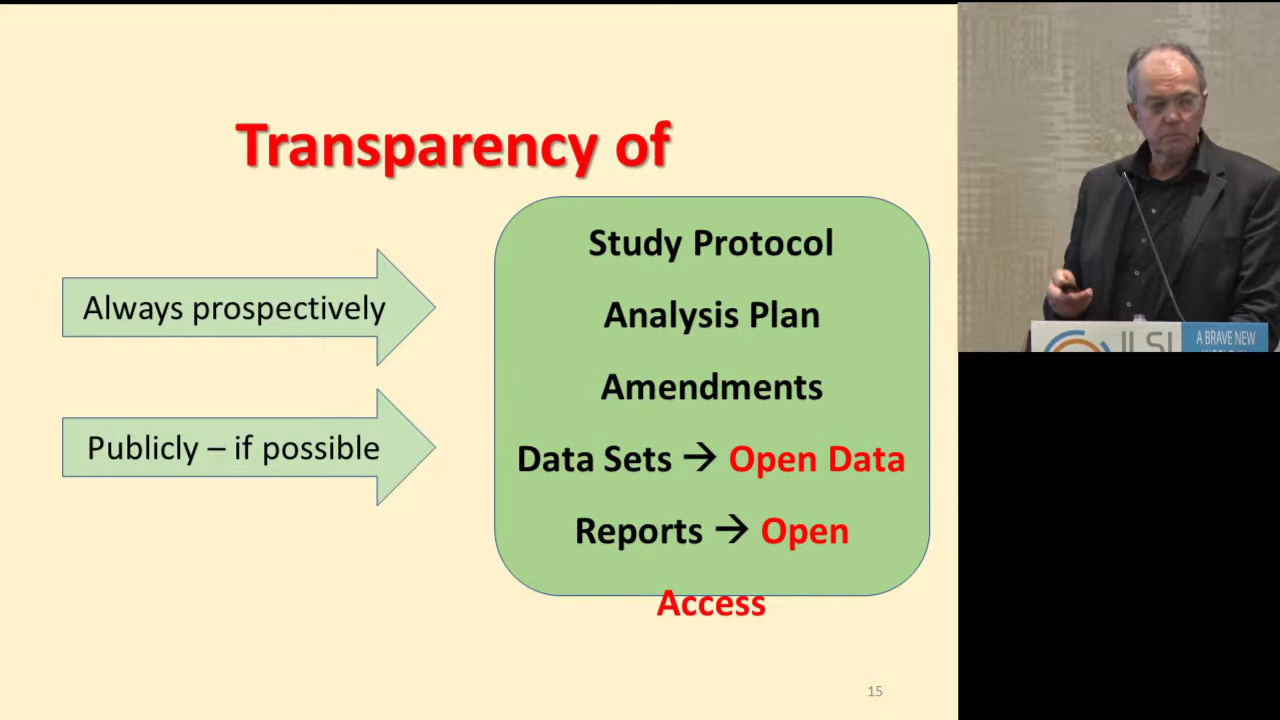 Transparency of
Always prospectively
Publicly – if possible
Study Protocol
Analysis Plan
Amendments
Data Sets → Open Data
Reports → Open
Access
15
ILSI
A BRAVE NEW